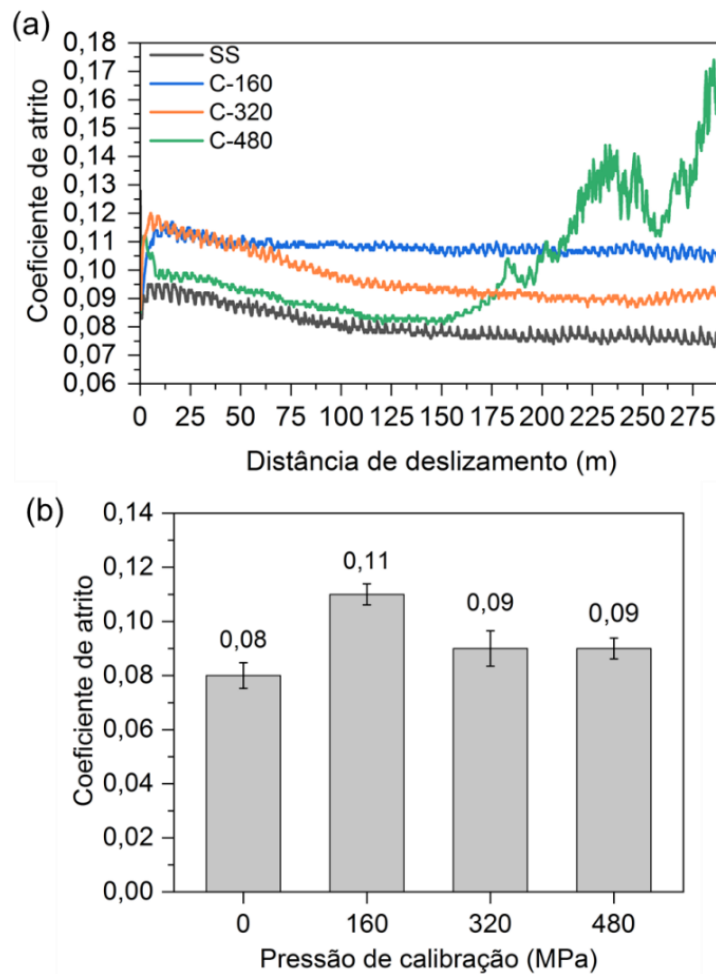 (a)
0,18
0,17
0,16
0,15
0,14
0,13
0,12
0,11
0,10
0,09
0,08
0,07
0,06
Coeficiente de atrito
SS
C-160
C-320
C-480
0 25 50 75 100 125 150 175 200 225 250 275
Distância de deslizamento (m)
(b)
0,14
0,12
0,10
0,08
0,06
0,04
0,02
0,00
Coeficiente de atrito
0,08
0,11
0,09
0,09
0 160 320 480
Pressão de calibração (MPa)